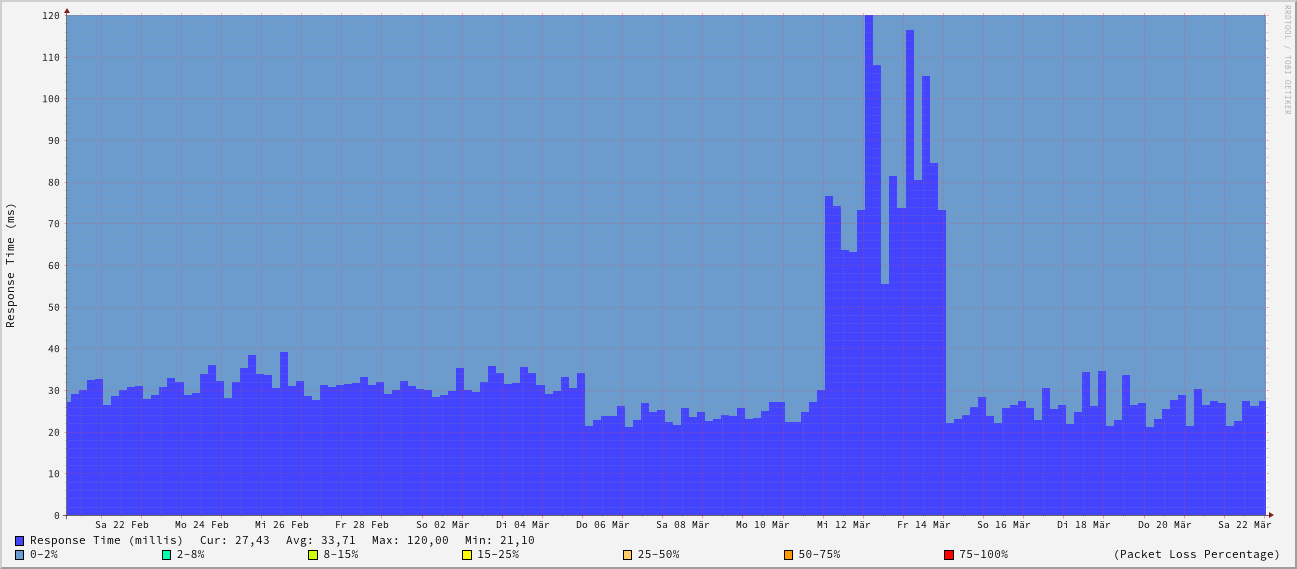 RRDTOOL / TOBI OETIKER
Response Time (ms)
120
110
100
90
80
70
60
50
40
30
20
10
0
Sa 22 Feb Mo 24 Feb Mi 26 Feb Fr 28 Feb So 02 Mär Di 04 Mär Do 06 Mär Sa 08 Mär Mo 10 Mär Mi 12 Mär Fr 14 Mär So 16 Mär Di 18 Mär Do 20 Mär Sa 22 Mär
Response Time (millis) Cur: 27,43 Avg: 33,71 Max: 120,00 Min: 21,10
0-2% 2-8% 8-15% 15-25% 25-50% 50-75% 75-100% (Packet Loss Percentage)